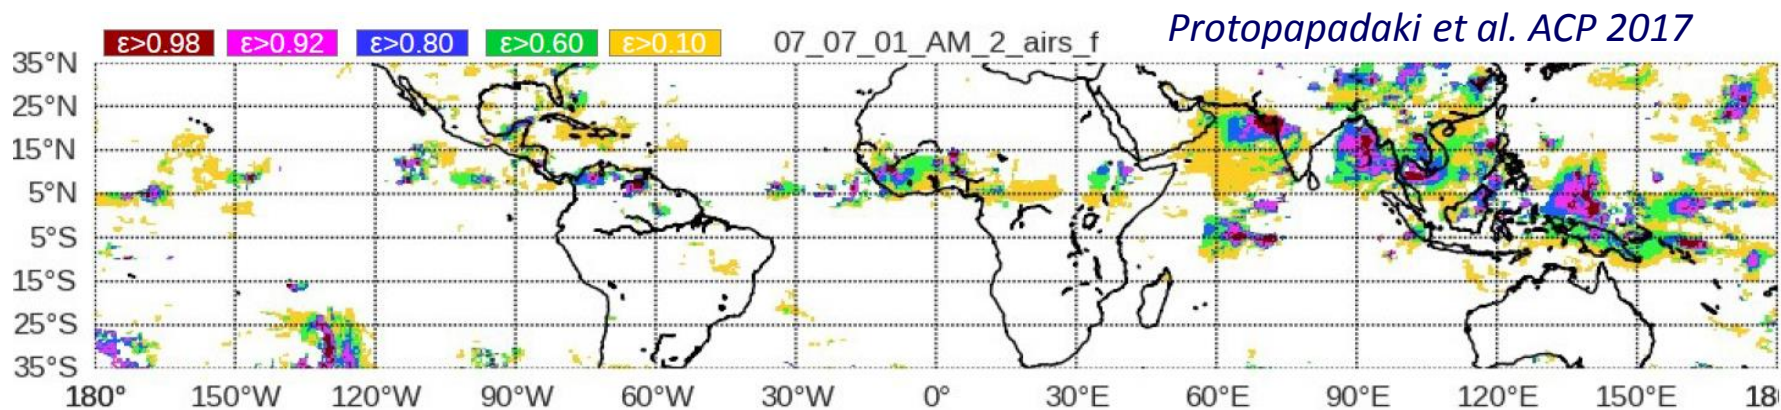 ε>0.98 ε>0.92 ε>0.80 ε>0.60 ε>0.10 07_07_01_AM_2_airs_f Protopapadaki et al. ACP 2017
35°N
25°N
15°N
5°N
5°S
15°S
25°S
35°S
180° 150°W 120°W 90°W 60°W 30°W 0° 30°E 60°E 90°E 120°E 150°E 18